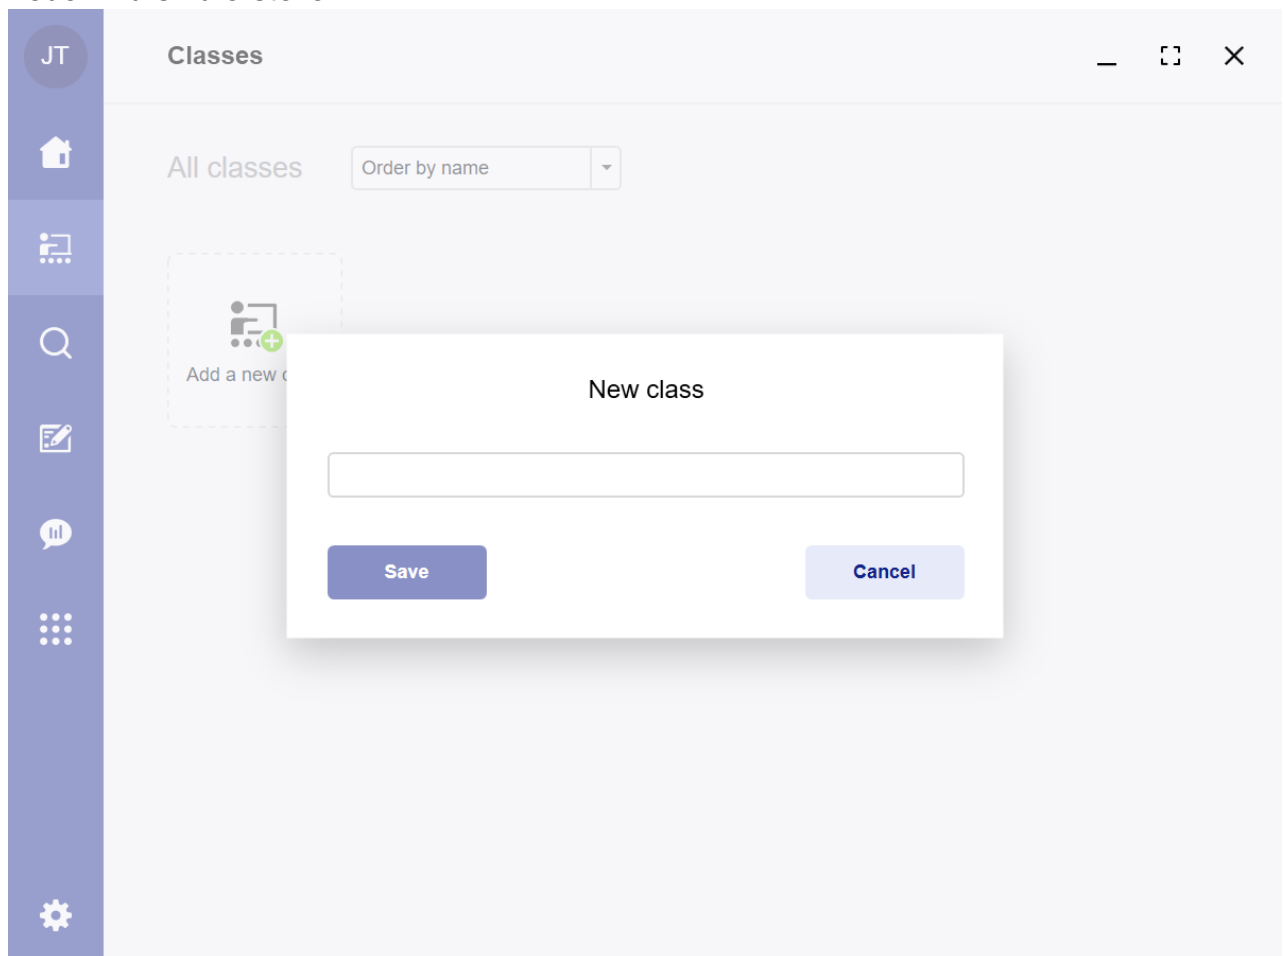 JT
Classes
All classes
Order by name
Add a new
New class
Save
Cancel